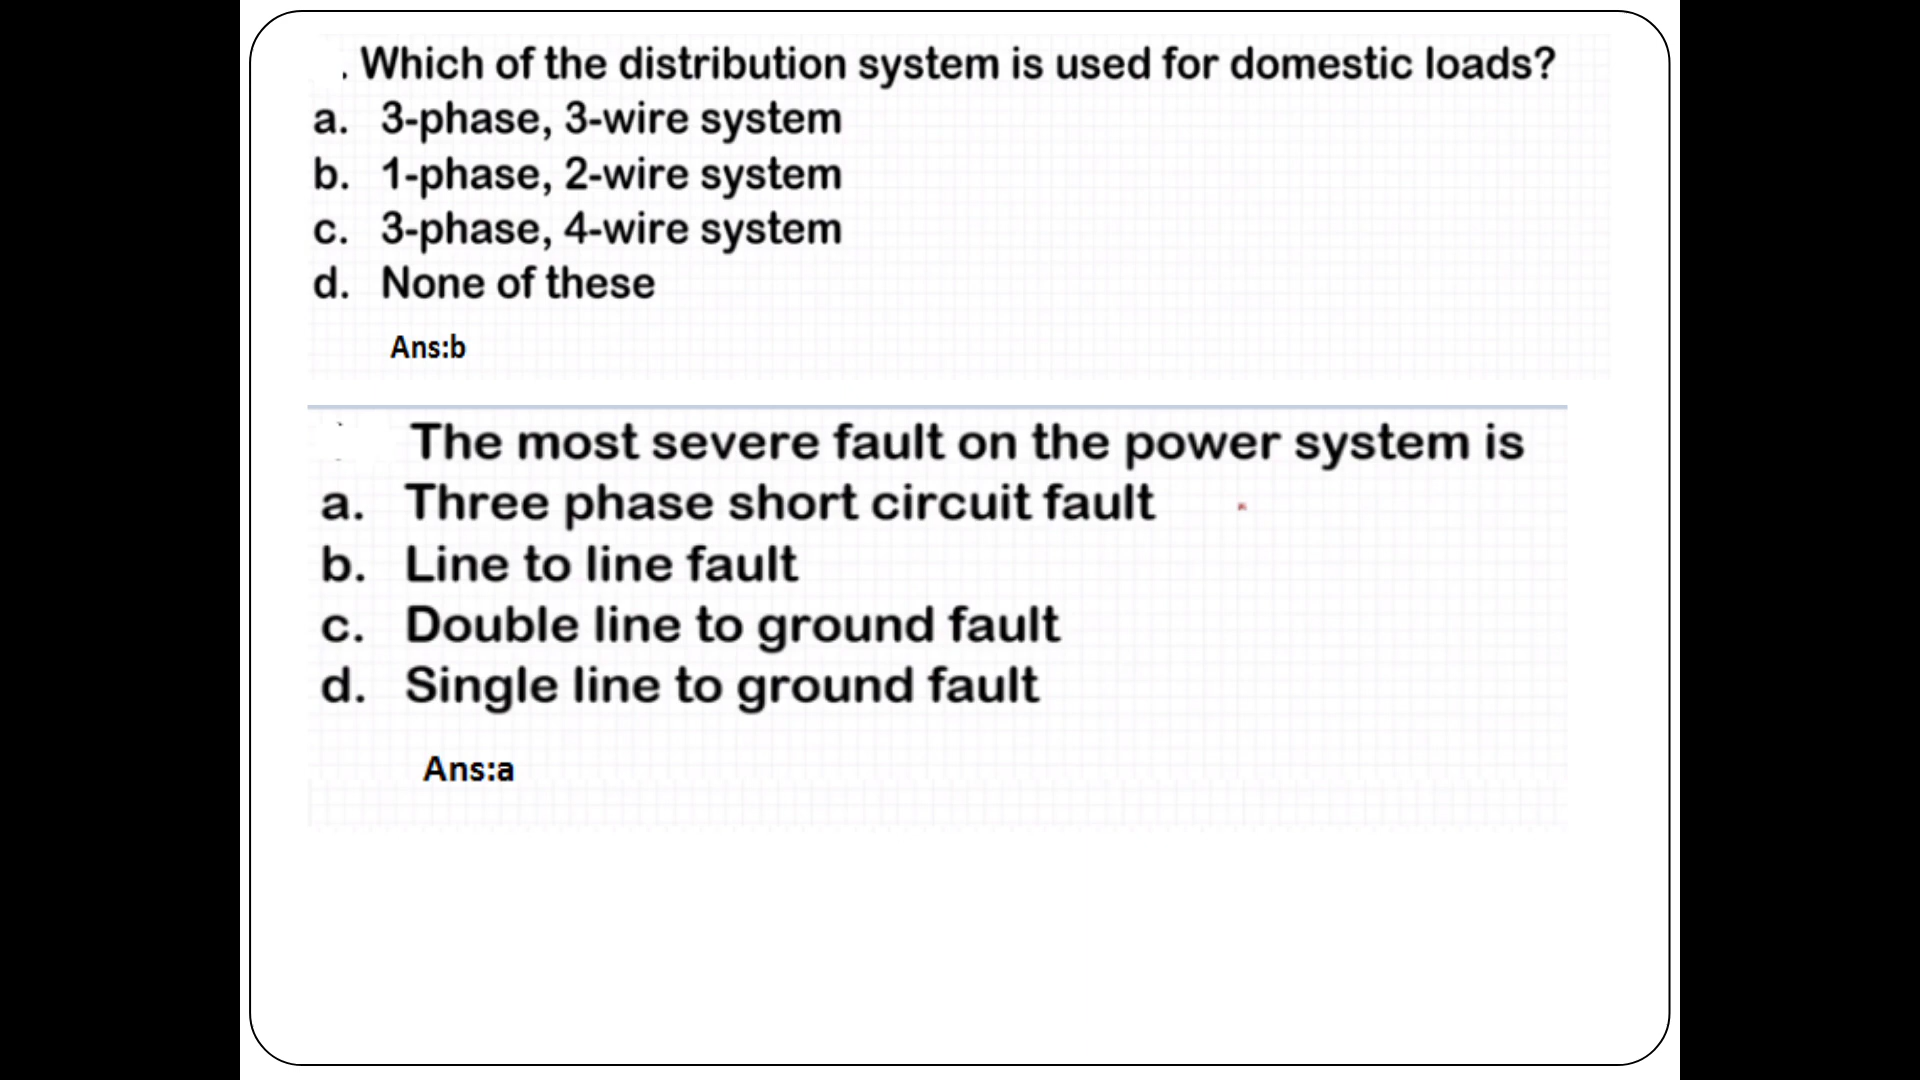 . Which of the distribution system is used for domestic loads?
a. 3-phase, 3-wire system
b. 1-phase, 2-wire system
c. 3-phase, 4-wire system
d. None of these
Ans:b
The most severe fault on the power system is
a. Three phase short circuit fault
b. Line to line fault
c. Double line to ground fault
d. Single line to ground fault
Ans:a